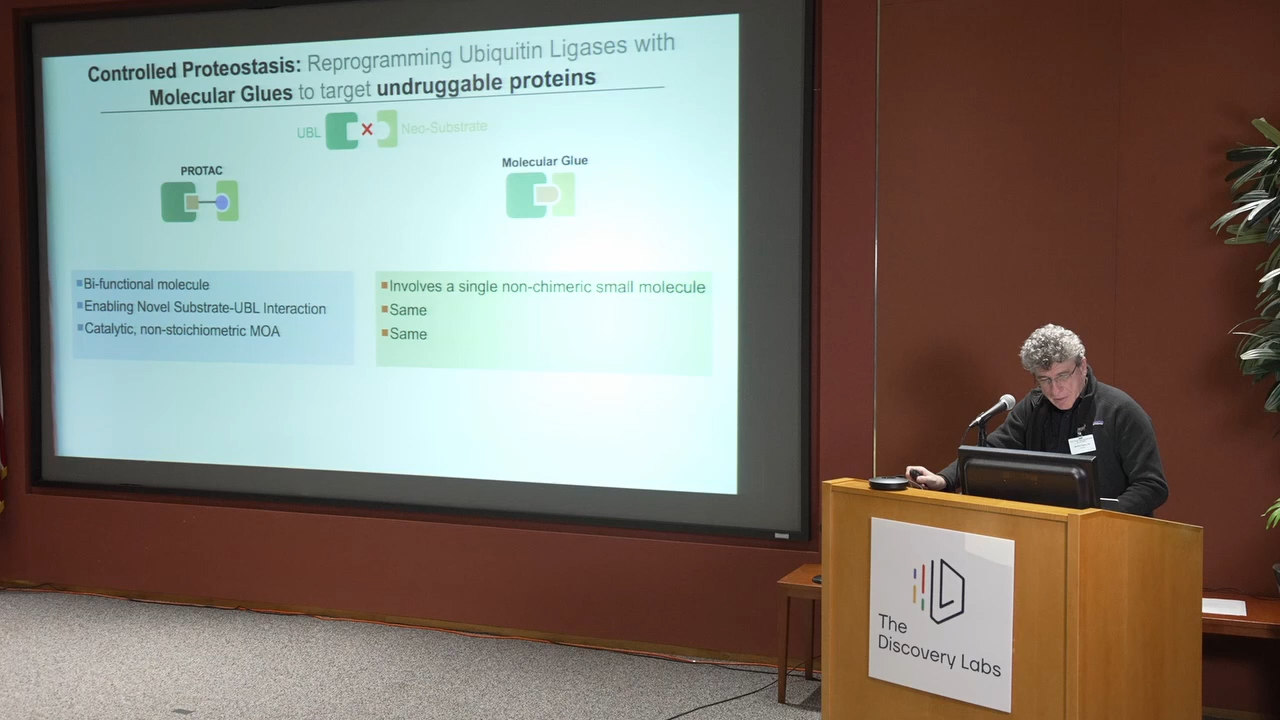 Controlled Proteostasis: Reprogramming Ubiquitin Ligases with
Molecular Glues to target undruggable proteins
UBL
Neo-Substrate
PROTAC
Molecular Glue
Bi-functional molecule
Enabling Novel Substrate-UBL Interaction
Catalytic, non-stoichiometric MOA
Involves a single non-chimeric small molecule
Same
Same
The
Discovery Labs